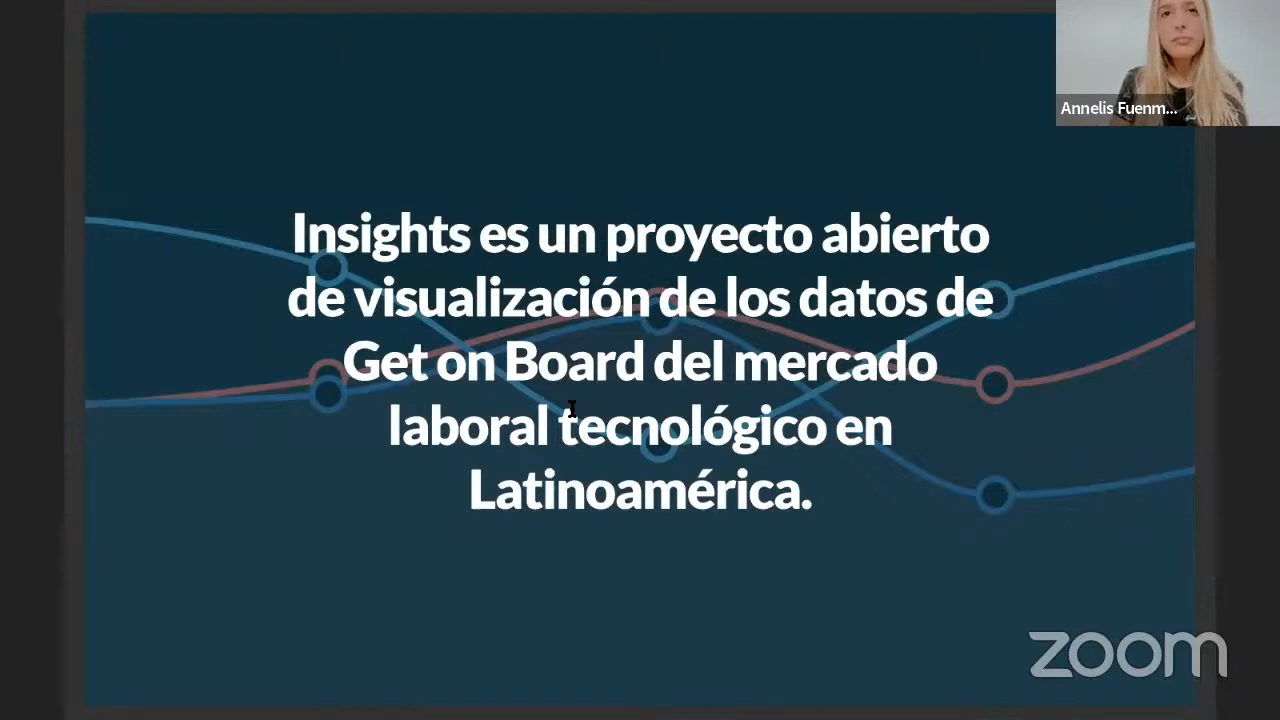 Annelis Fuenm...
Insights es un proyecto abierto
de visualización de los datos de
Get on Board del mercado
laboral tecnológico en
Latinoamérica.
zoom